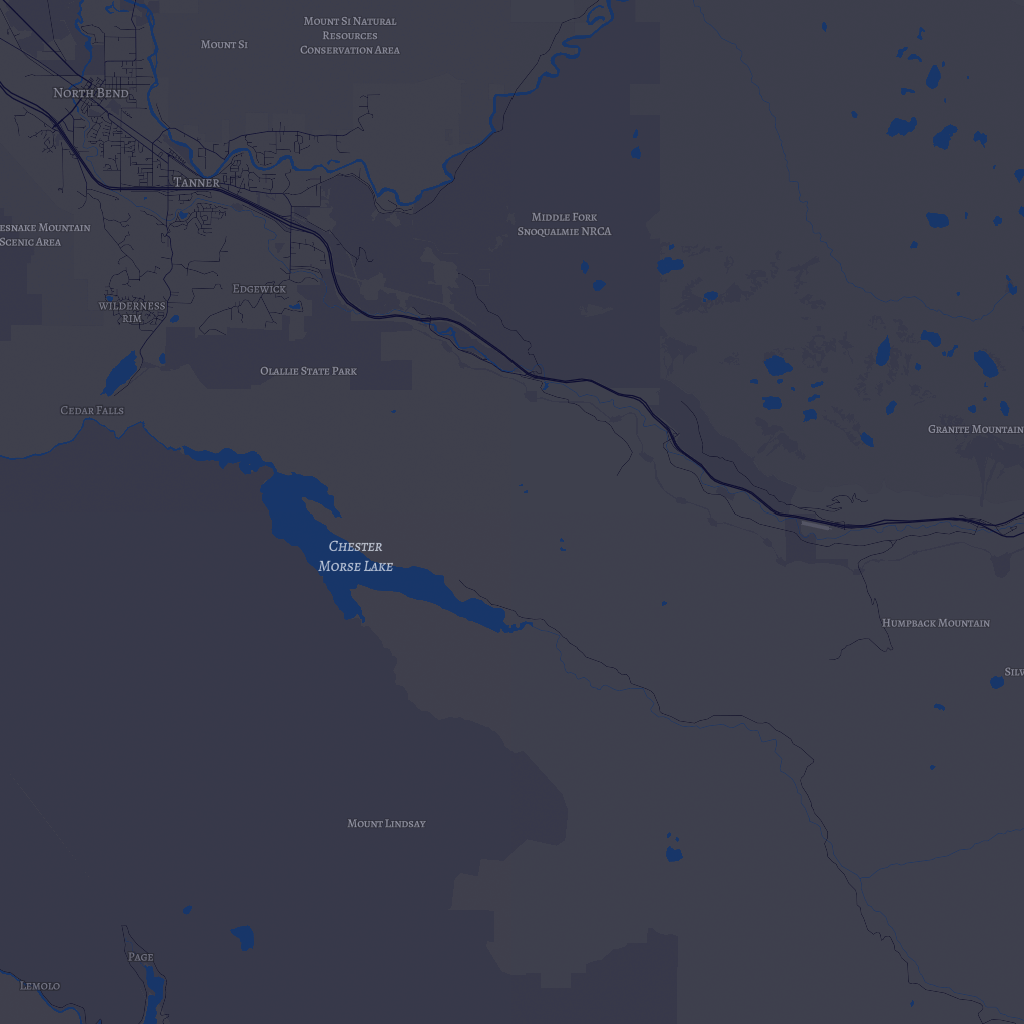 Mount Si Natural
Resources
Conservation Area
Mount Si
North Bend
Tanner
Middle Fork
Snoqualmie NRCA
esnake Mountain
Scenic Area
Edgewick
Wilderness
Rim
Olallie State Park
Cedar Falls
Granite Mountain
Chester
Morse Lake
Humpback Mountain
Silv
Mount Lindsay
Page
Lemolo